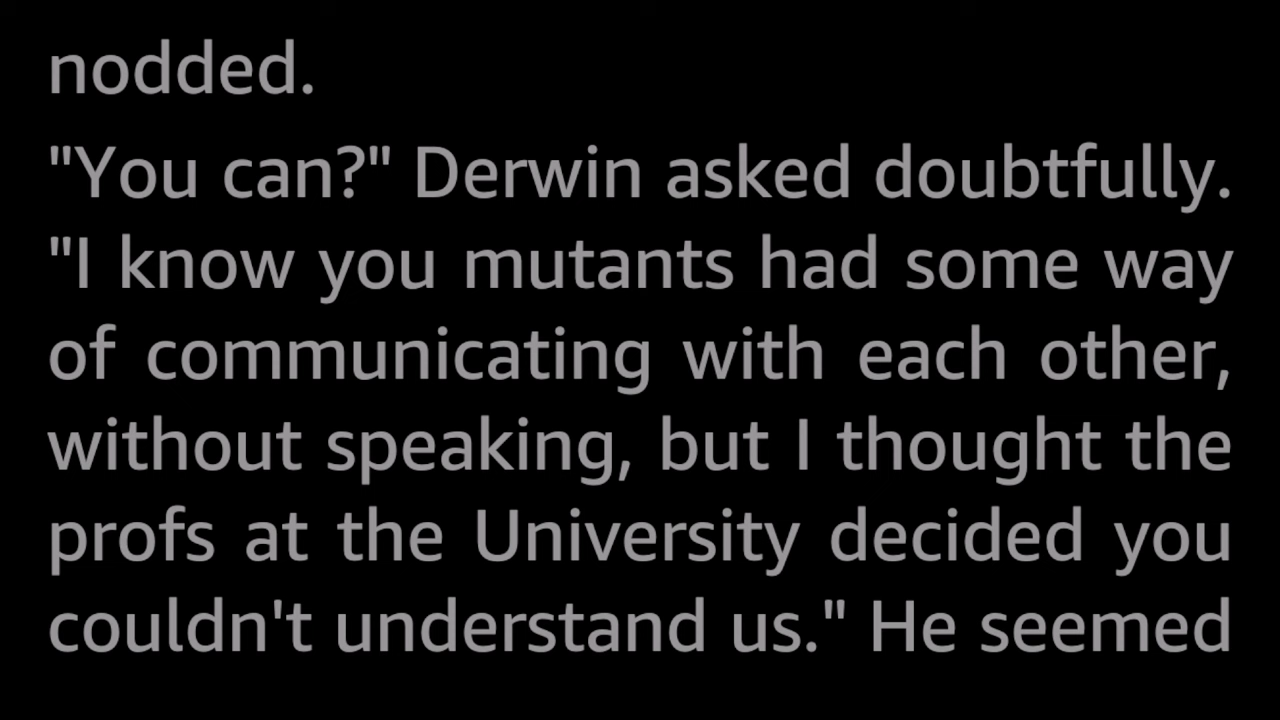 nodded.
"You can?" Derwin asked doubtfully.
"I know you mutants had some way
of communicating with each other,
without speaking, but I thought the
profs at the University decided you
couldn't understand us." He seemed